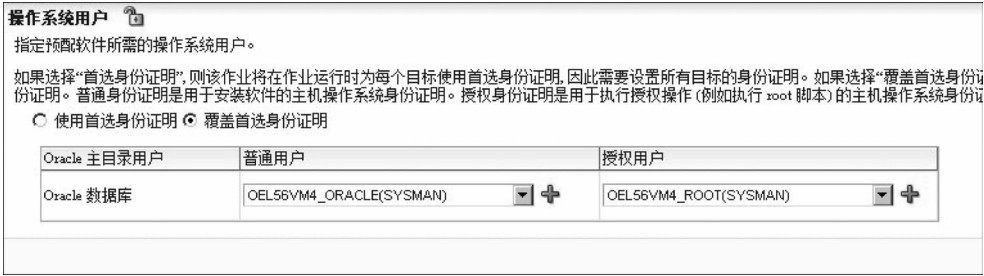 操作系统用户
指定预配软件所需的操作系统用户。
如果选择“首选身份证明”, 则该作业将在作业运行时为每个目标使用首选身份证明, 因此需要设置所有目标的身份证明。如果选择“覆盖首选身份证
份证明。普通身份证明是用于安装软件的主机操作系统身份证明。授权身份证明是用于执行授权操作 (例如执行 root 脚本) 的主机操作系统身份证
使用首选身份证明 覆盖首选身份证明
Oracle 主目录用户 普通用户 授权用户
Oracle 数据库 OEL56VM4_ORACLE(SYSMAN) OEL56VM4_ROOT(SYSMAN)